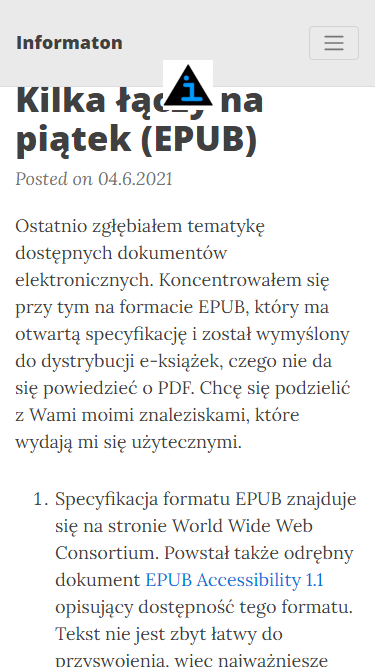 Informaton
Kilka łączy na
piątek (EPUB)
Posted on 04.6.2021
Ostatnio zgłębiałem tematykę
dostępnych dokumentów
elektronicznych. Koncentrowałem się
przy tym na formacie EPUB, który ma
otwartą specyfikację i został wymyślony
do dystrybucji e-książek, czego nie da
się powiedzieć o PDF. Chcę się podzielić
z Wami moimi znaleziskami, które
wydają mi się użytecznymi.
1. Specyfikacja formatu EPUB znajduje
się na stronie World Wide Web
Consortium. Powstał także odrębny
dokument EPUB Accessibility 1.1
opisujący dostępność tego formatu.
Tekst nie jest zbyt łatwy do
przyswojenia, więc najważniejsze